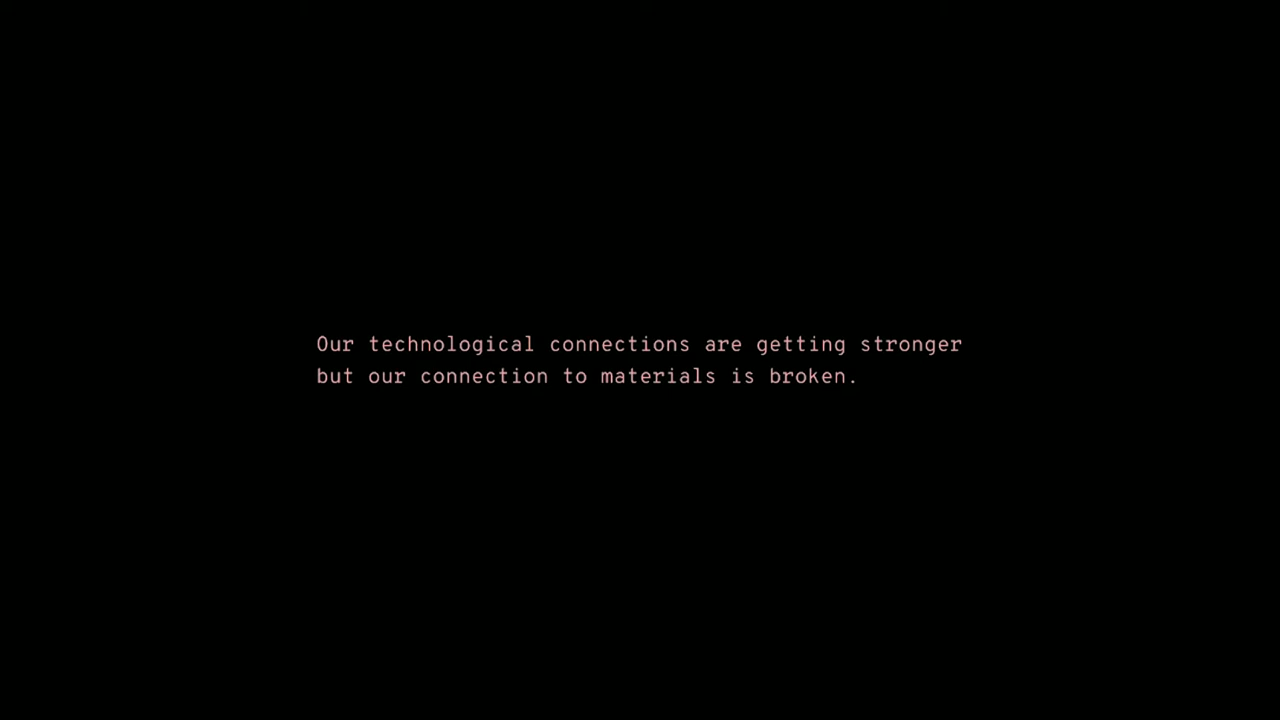 Our technological connections are getting stronger
but our connection to materials is broken.